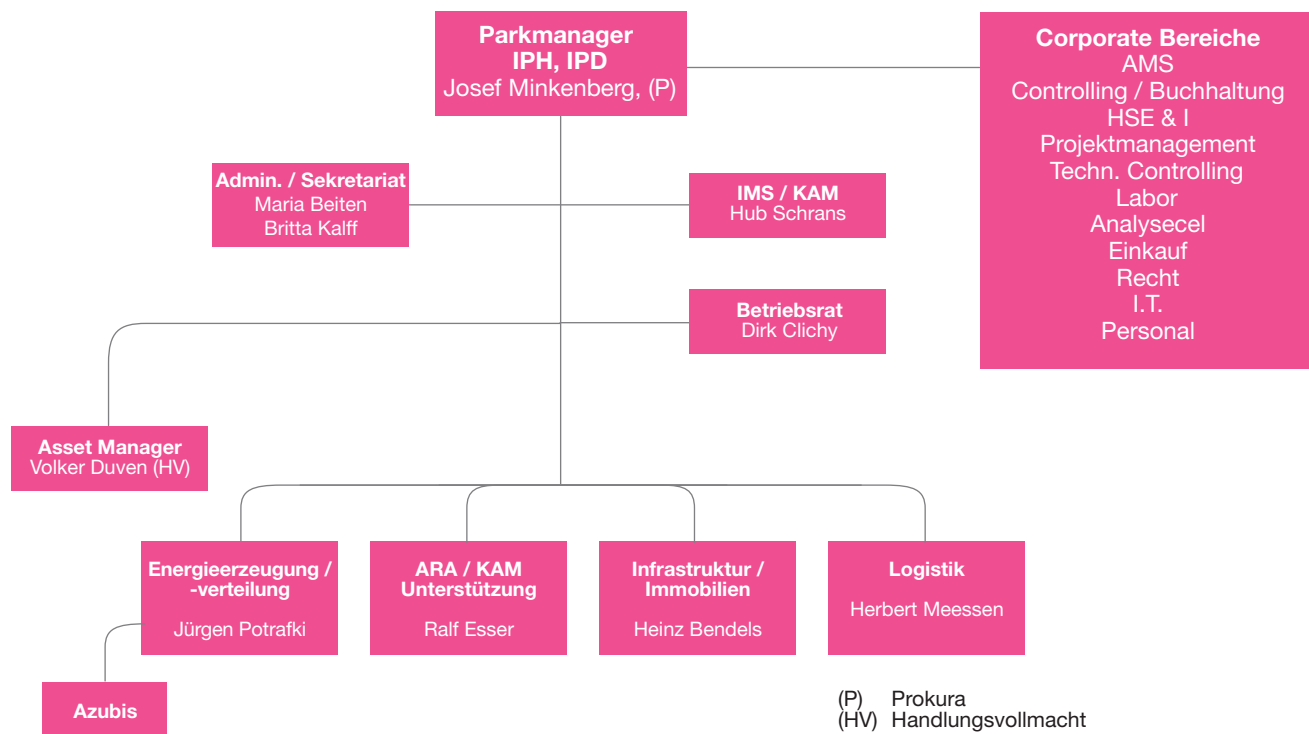 Parkmanager
IPH, IPD
Josef Minkenberg, (P)
Corporate Bereiche
AMS
Controlling / Buchhaltung
HSE & I
Projektmanagement
Techn. Controlling
Labor
Analysecel
Einkauf
Recht
I.T.
Personal
Admin. / Sekretariat
Maria Beiten
Britta Kalff
IMS / KAM
Hub Schrans
Betriebsrat
Dirk Clichy
Asset Manager
Volker Duven (HV)
Energieerzeugung /
-verteilung
Jürgen Potrafki
ARA / KAM
Unterstützung
Ralf Esser
Infrastruktur /
Immobilien
Heinz Bendels
Logistik
Herbert Meessen
Azubis
(P) Prokura
(HV) Handlungsvollmacht